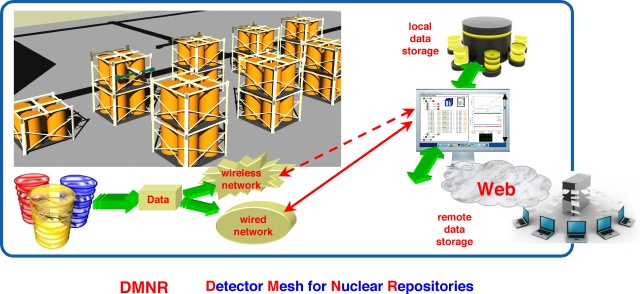 local
data
storage
wireless
network
Data
wired
network
Web
remote
data
storage
DMNR Detector Mesh for Nuclear Repositories